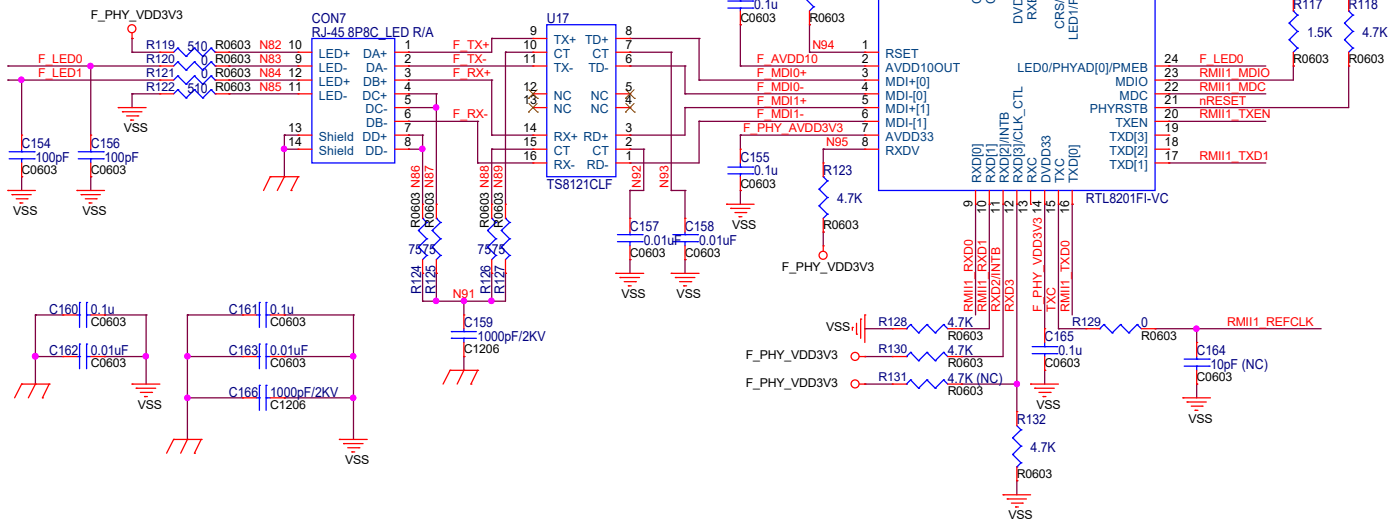 F_PHY_VDD3V3
CON7
RJ-45 8P8C_LED R/A
U17
0.1u
C0603
R0603
CRS/
DVD
RXE
LED1/F
R117
1.5K
R0603
R118
4.7K
R0603
R119 510 R0603 N82 10 LED+ DA+ 1 F_TX+ 9 TX+ TD+ 8
R120 0 R0603 N83 9 LED- DA- 2 F_TX- 10 CT CT 7
R121 0 R0603 N84 12 LED+ DB+ 3 F_RX+ 11 TX- TD- 6
R122 510 R0603 N85 11 LED- DC+ 4
F_LED0
F_LED1
VSS
DC- 5
DB- 6 F_RX-
13 Shield DD+ 7
14 Shield DD- 8
12 NC NC 5
13 NC NC 4
14 RX+ RD+ 3
15 CT CT 2
16 RX- RD- 1
TS8121CLF
N94 1 RSET
F_AVDD10 2 AVDD10OUT
F_MDI0+ 3 MDI+[0]
F_MDI0- 4 MDI-[0]
F_MDI1+ 5 MDI+[1]
F_MDI1- 6 MDI-[1]
F_PHY_AVDD3V3 7 AVDD33
N95 8 RXDV
LED0/PHYAD[0]/PMEB 24 F_LED0
MDIO 23 RMII1_MDIO
MDC 22 RMII1_MDC
PHYRSTB 21 nRESET
TXEN 20 RMII1_TXEN
TXD[3] 19
TXD[2] 18
TXD[1] 17 RMII1_TXD1
RTL8201FI-VC
RXD[0]
RXD[1]
RXD[2]/INTB
RXD[3]/CLK_CTL
RXC
DVDD33
TXC
TXD[0]
9
10
11
12
13
14
15
16
RMII1_RXD0
RMII1_RXD1
RXD2/INTB
RXD3
F_PHY_VDD3V3
TXC
RMII1_TXD0
C154
100pF
C0603
VSS
C156
100pF
C0603
VSS
N86
N87
N88
N89
R0603
R0603
R0603
R0603
75
75
75
75
R124
R125
R126
R127
N91
C159
1000pF/2KV
C1206
N92
N93
C157
0.01uF
C0603
VSS
C158
0.01uF
C0603
VSS
C155
0.1u
C0603
VSS
R123
4.7K
R0603
F_PHY_VDD3V3
C160 0.1u
C0603
C162 0.01uF
C0603
VSS
C161 0.1u
C0603
C163 0.01uF
C0603
C166 1000pF/2KV
C1206
VSS
VSS R128 4.7K
R0603
F_PHY_VDD3V3 R130 4.7K
R0603
F_PHY_VDD3V3 R131 4.7K (NC)
R0603
C165
0.1u
C0603
VSS
R129 0
R0603
RMII1_REFCLK
C164
10pF (NC)
C0603
VSS
R132
4.7K
R0603
VSS